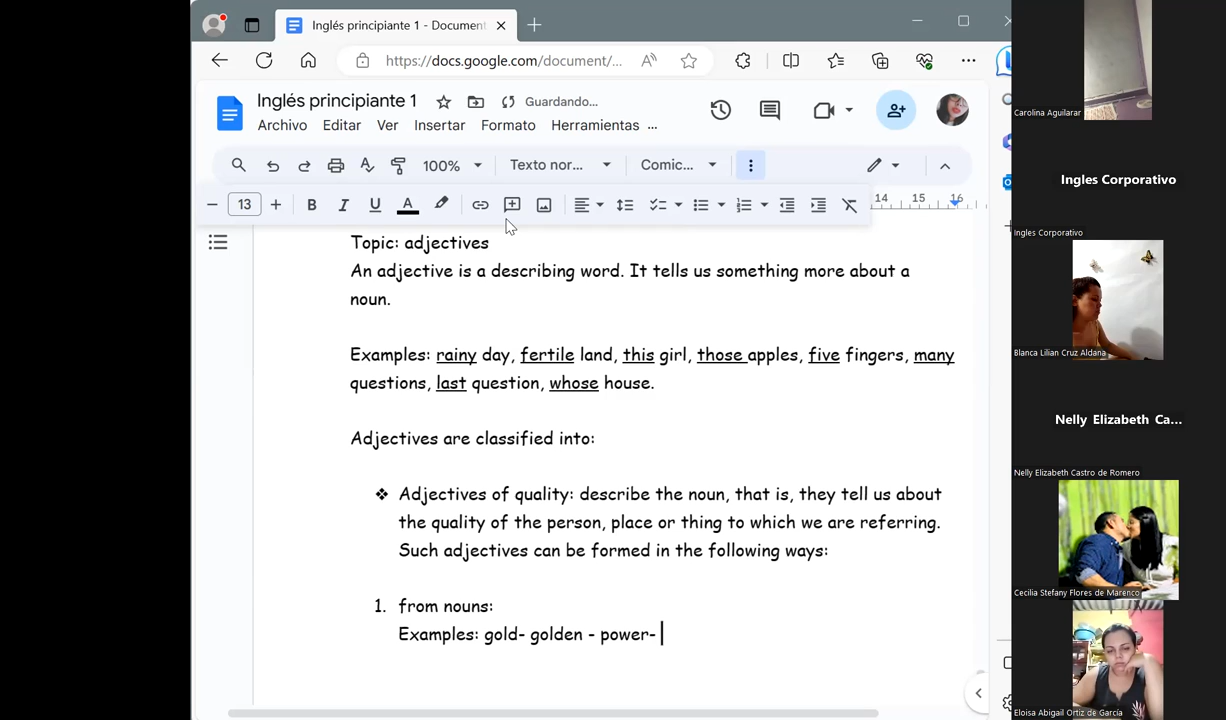 Inglés principiante 1 - Document
https://docs.google.com/document/...
Inglés principiante 1
Guardando...
Archivo Editar Ver Insertar Formato Herramientas ...
100% Texto nor... Comic...
13
14 15 16
Topic: adjectives
An adjective is a describing word. It tells us something more about a
noun.
Examples: rainy day, fertile land, this girl, those apples, five fingers, many
questions, last question, whose house.
Adjectives are classified into:
❖ Adjectives of quality: describe the noun, that is, they tell us about
the quality of the person, place or thing to which we are referring.
Such adjectives can be formed in the following ways:
1. from nouns:
Examples: gold- golden - power-
Carolina Aguilarar
Ingles Corporativo
Ingles Corporativo
Blanca Lilian Cruz Aldana
Nelly Elizabeth Ca...
Nelly Elizabeth Castro de Romero
Cecilia Stefany Flores de Marenco
Eloisa Abigail Ortiz de García